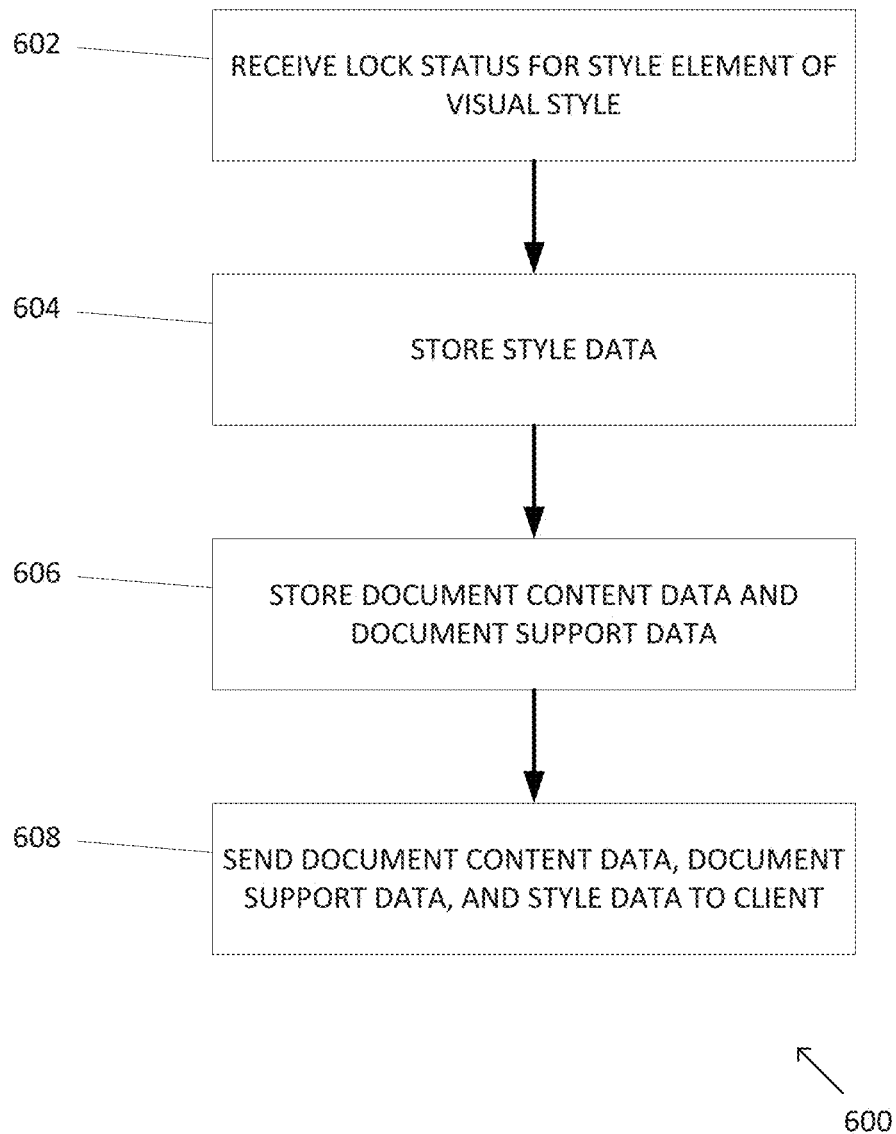 602
RECEIVE LOCK STATUS FOR STYLE ELEMENT OF
VISUAL STYLE
604
STORE STYLE DATA
606
STORE DOCUMENT CONTENT DATA AND
DOCUMENT SUPPORT DATA
608
SEND DOCUMENT CONTENT DATA, DOCUMENT
SUPPORT DATA, AND STYLE DATA TO CLIENT
600